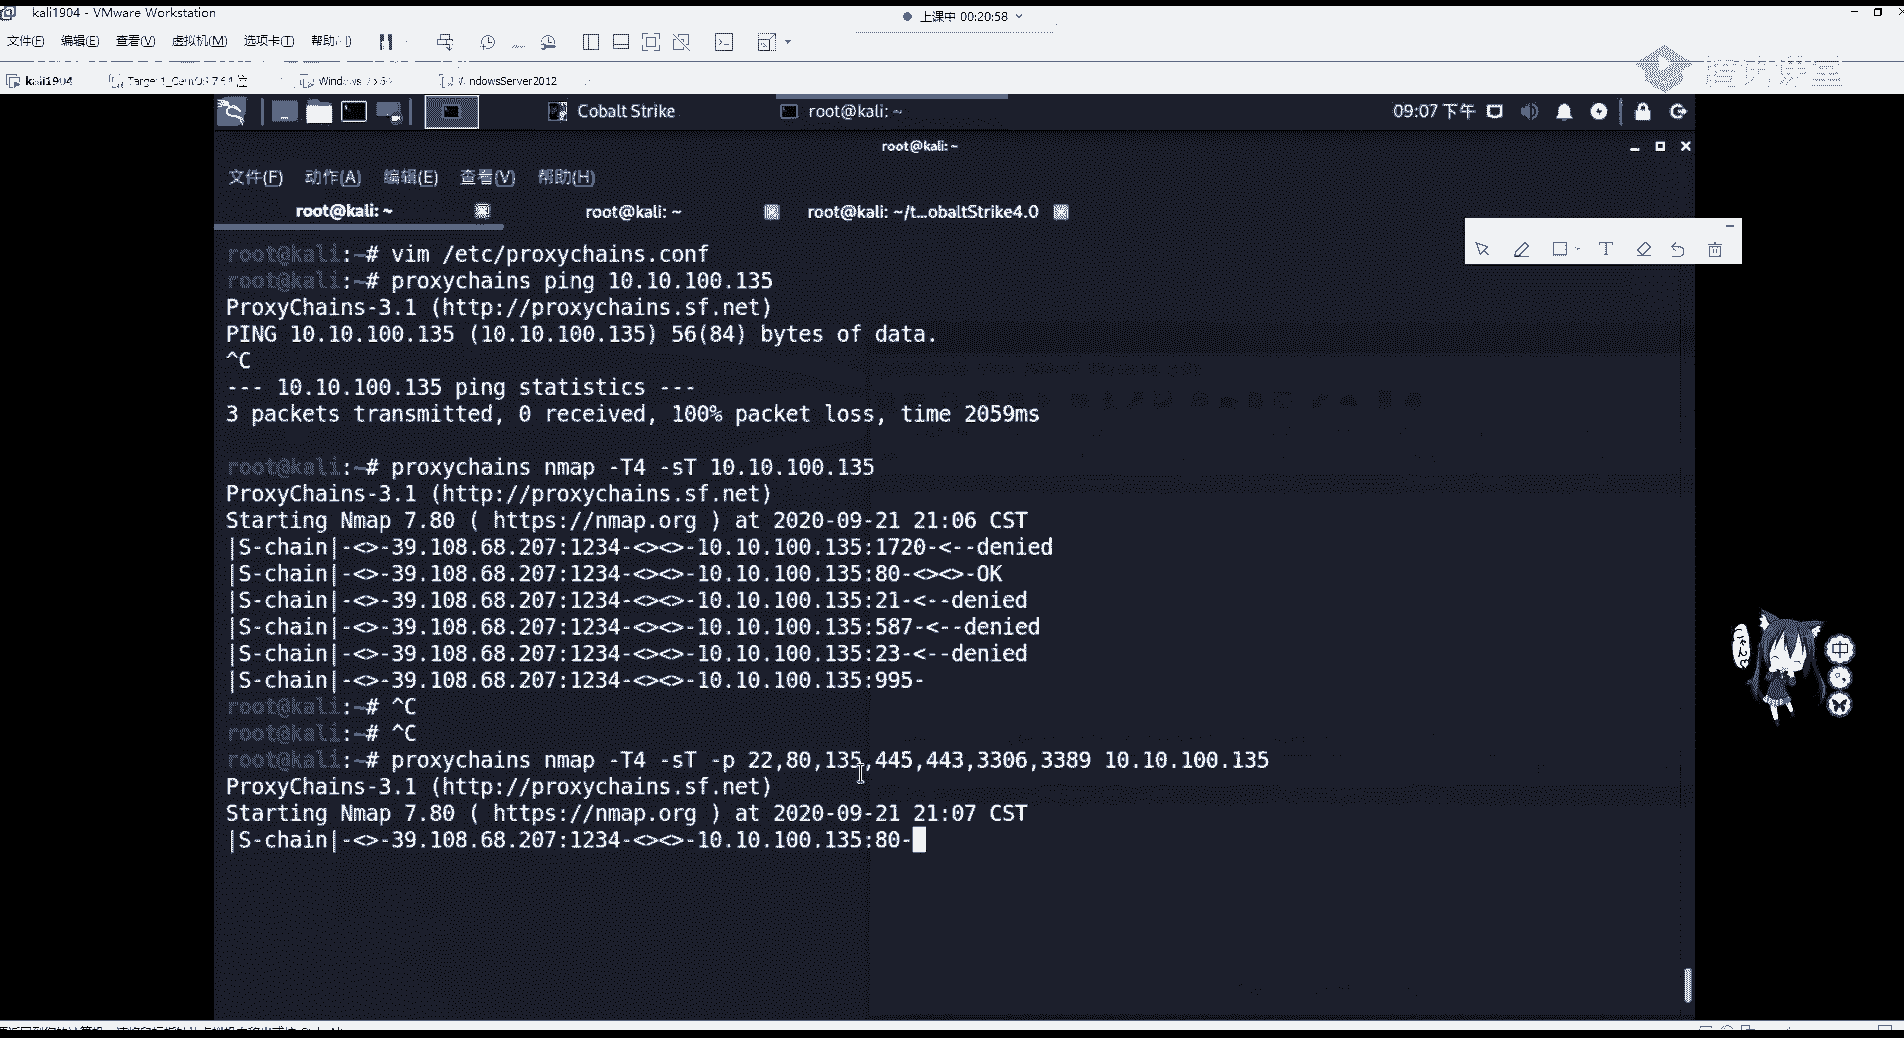 kali1904 - VMware Workstation
上课中 00:20:58
文件(F) 编辑(E) 查看(V) 虚拟机(M) 选项卡(T) 帮助(H)
kali1904
WindowsServer2012
Cobalt Strike
root@kali: ~
09:07 下午
root@kali: ~
文件(F) 动作(A) 编辑(E) 查看(V) 帮助(H)
root@kali: ~
root@kali: ~
root@kali: ~/t...obaltStrike4.0
root@kali:~# vim /etc/proxychains.conf
root@kali:~# proxychains ping 10.10.100.135
ProxyChains-3.1 (http://proxychains.sf.net)
PING 10.10.100.135 (10.10.100.135) 56(84) bytes of data.
^C
--- 10.10.100.135 ping statistics ---
3 packets transmitted, 0 received, 100% packet loss, time 2059ms
root@kali:~# proxychains nmap -T4 -sT 10.10.100.135
ProxyChains-3.1 (http://proxychains.sf.net)
Starting Nmap 7.80 ( https://nmap.org ) at 2020-09-21 21:06 CST
|S-chain|-<>-39.108.68.207:1234-<><>-10.10.100.135:1720-<--denied
|S-chain|-<>-39.108.68.207:1234-<><>-10.10.100.135:80-<><>-OK
|S-chain|-<>-39.108.68.207:1234-<><>-10.10.100.135:21-<--denied
|S-chain|-<>-39.108.68.207:1234-<><>-10.10.100.135:587-<--denied
|S-chain|-<>-39.108.68.207:1234-<><>-10.10.100.135:23-<--denied
|S-chain|-<>-39.108.68.207:1234-<><>-10.10.100.135:995-
root@kali:~# ^C
root@kali:~# ^C
root@kali:~# proxychains nmap -T4 -sT -p 22,80,135,445,443,3306,3389 10.10.100.135
ProxyChains-3.1 (http://proxychains.sf.net)
Starting Nmap 7.80 ( https://nmap.org ) at 2020-09-21 21:07 CST
|S-chain|-<>-39.108.68.207:1234-<><>-10.10.100.135:80-
中